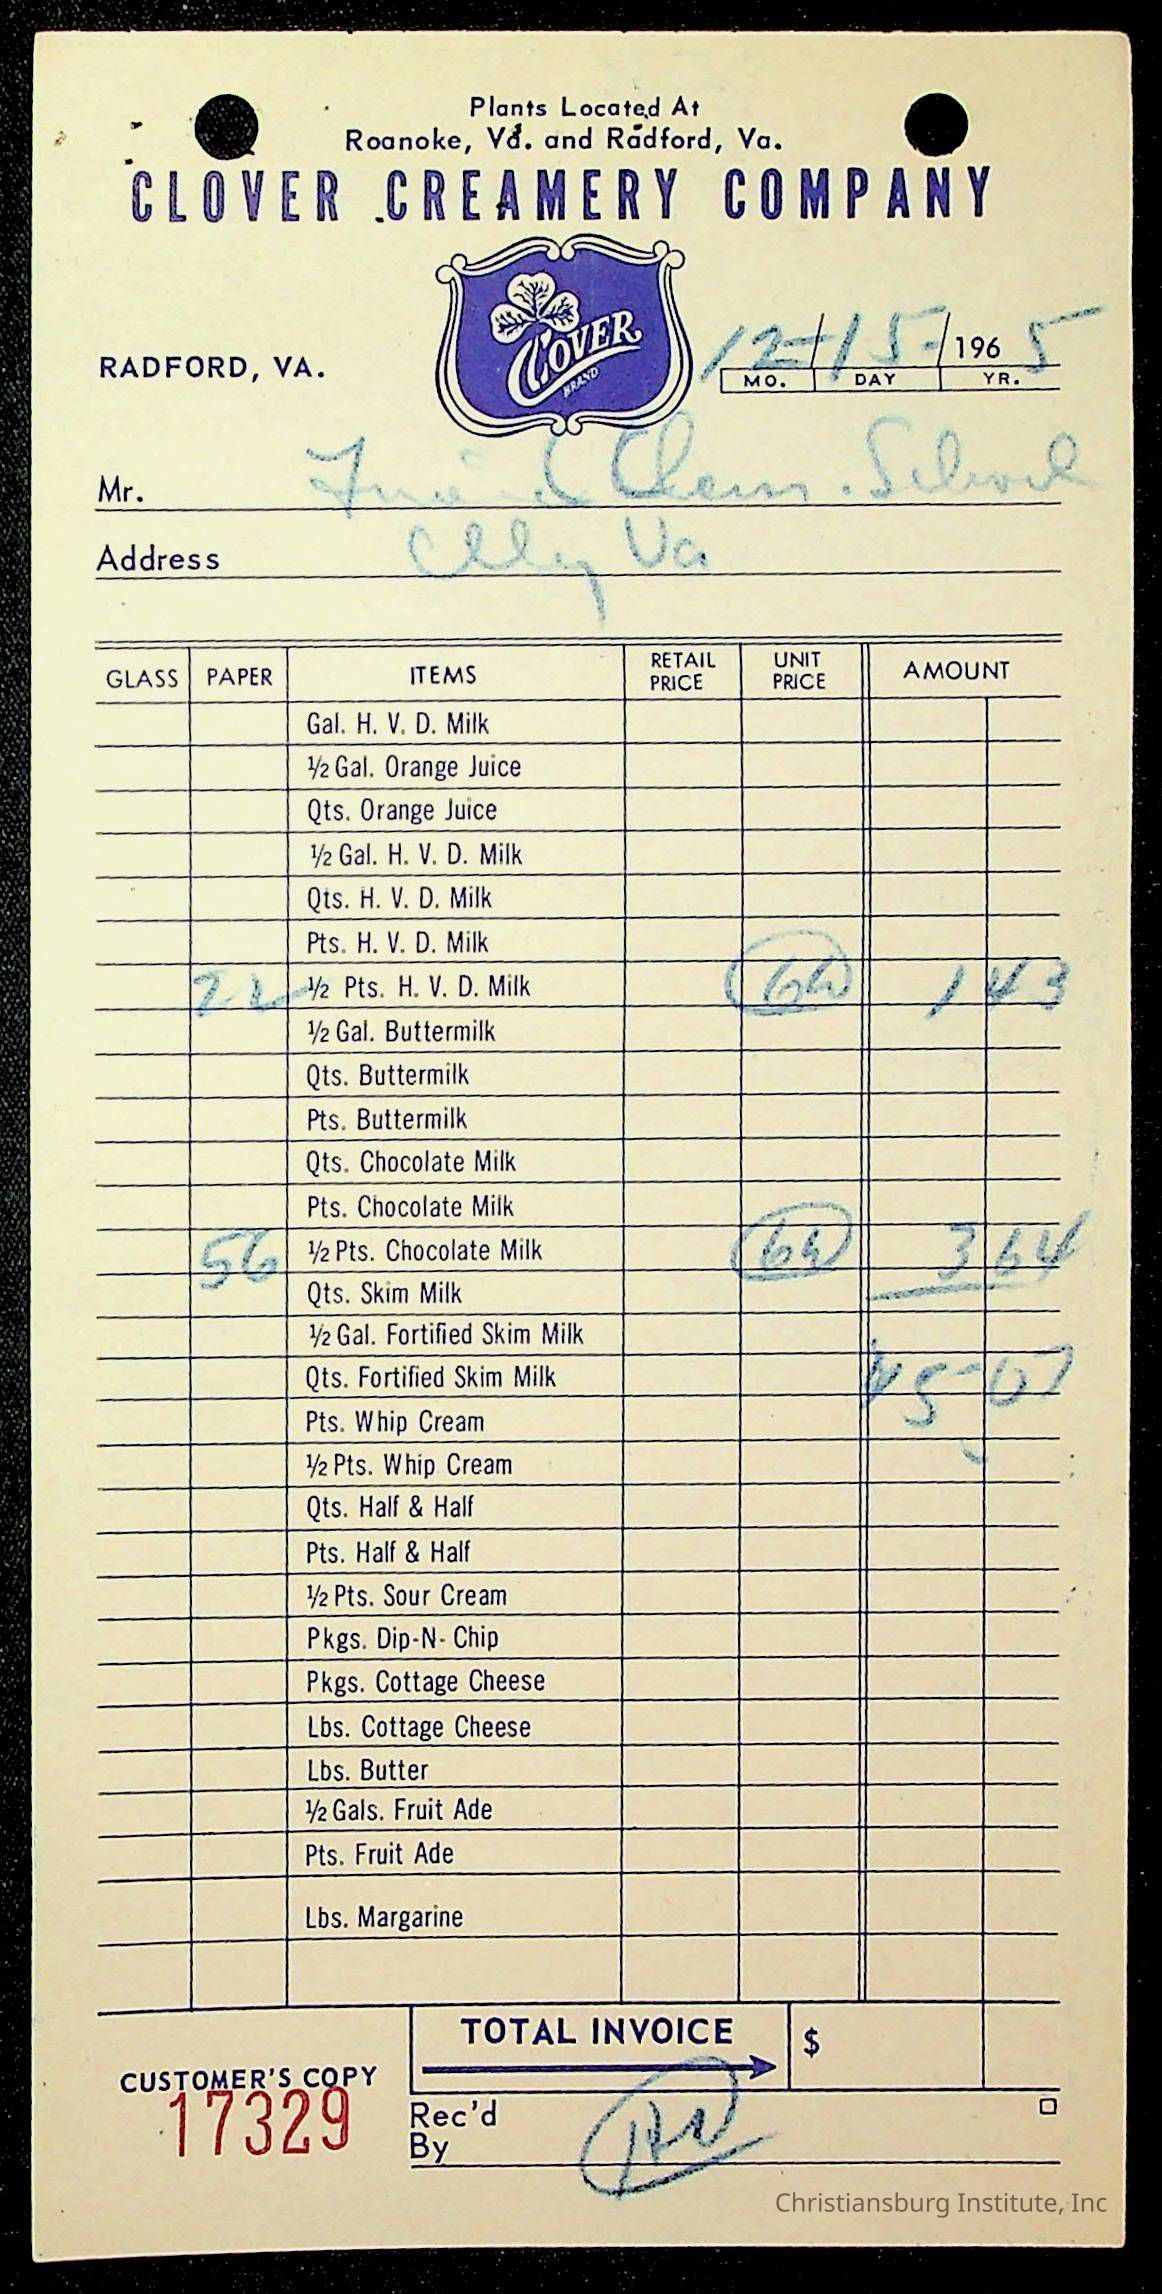 Plants Located At
Roanoke, Va. and Radford, Va.
CLOVER CREAMERY COMPANY
CLOVER
BRAND
RADFORD, VA.
12-/15-/1965
MO. DAY YR.
Mr. Elem. School
Address Va
GLASS PAPER ITEMS RETAIL PRICE UNIT PRICE AMOUNT
Gal. H. V. D. Milk
½ Gal. Orange Juice
Qts. Orange Juice
½ Gal. H. V. D. Milk
Qts. H. V. D. Milk
Pts. H. V. D. Milk
22 ½ Pts. H. V. D. Milk 1 43
½ Gal. Buttermilk
Qts. Buttermilk
Pts. Buttermilk
Qts. Chocolate Milk
Pts. Chocolate Milk
56 ½ Pts. Chocolate Milk 3 64
Qts. Skim Milk
½ Gal. Fortified Skim Milk
Qts. Fortified Skim Milk 5-07
Pts. Whip Cream
½ Pts. Whip Cream
Qts. Half & Half
Pts. Half & Half
½ Pts. Sour Cream
Pkgs. Dip-N-Chip
Pkgs. Cottage Cheese
Lbs. Cottage Cheese
Lbs. Butter
½ Gals. Fruit Ade
Pts. Fruit Ade
Lbs. Margarine
TOTAL INVOICE $
CUSTOMER'S COPY
17329
Rec'd
By
Christiansburg Institute, Inc